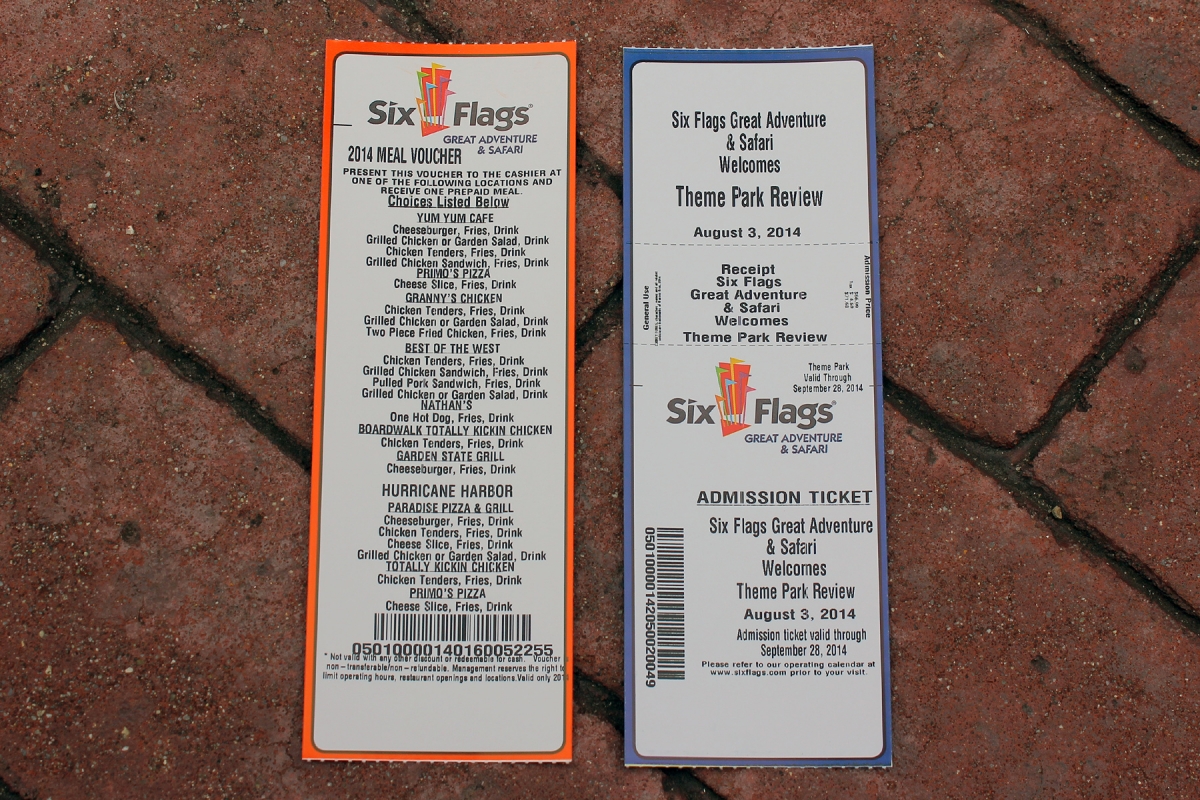 Six Flags
GREAT ADVENTURE
& SAFARI
2014 MEAL VOUCHER
PRESENT THIS VOUCHER TO THE CASHIER AT
ONE OF THE FOLLOWING LOCATIONS AND
RECEIVE ONE PREPAID MEAL.
Choices Listed Below
YUM YUM CAFE
Cheeseburger, Fries, Drink
Grilled Chicken or Garden Salad, Drink
Chicken Tenders, Fries, Drink
Grilled Chicken Sandwich, Fries, Drink
PRIMO'S PIZZA
Cheese Slice, Fries, Drink
GRANNY'S CHICKEN
Chicken Tenders, Fries, Drink
Grilled Chicken or Garden Salad, Drink
Two Piece Fried Chicken, Fries, Drink
BEST OF THE WEST
Chicken Tenders, Fries, Drink
Grilled Chicken Sandwich, Fries, Drink
Pulled Pork Sandwich, Fries, Drink
Grilled Chicken or Garden Salad, Drink
NATHAN'S
One Hot Dog, Fries, Drink
BOARDWALK TOTALLY KICKIN CHICKEN
Chicken Tenders, Fries, Drink
GARDEN STATE GRILL
Cheeseburger, Fries, Drink
HURRICANE HARBOR
PARADISE PIZZA & GRILL
Cheeseburger, Fries, Drink
Chicken Tenders, Fries, Drink
Cheese Slice, Fries, Drink
Grilled Chicken or Garden Salad, Drink
TOTALLY KICKIN CHICKEN
Chicken Tenders, Fries, Drink
PRIMO'S PIZZA
Cheese Slice, Fries, Drink
05010000140160052255
* Not valid with any other discount or redeemable for cash. Voucher is
non-transferable/non-refundable. Management reserves the right to
limit operating hours, restaurant openings and locations. Valid only 201
Six Flags Great Adventure
& Safari
Welcomes
Theme Park Review
August 3, 2014
Receipt
Six Flags
Great Adventure
& Safari
Welcomes
Theme Park Review
General Use
Admission Price
Theme Park
Valid Through
September 28, 2014
Six Flags
GREAT ADVENTURE
& SAFARI
ADMISSION TICKET
Six Flags Great Adventure
& Safari
Welcomes
Theme Park Review
August 3, 2014
Admission ticket valid through
September 28, 2014
Please refer to our operating calendar at
www.sixflags.com prior to your visit.
05010000142050020049